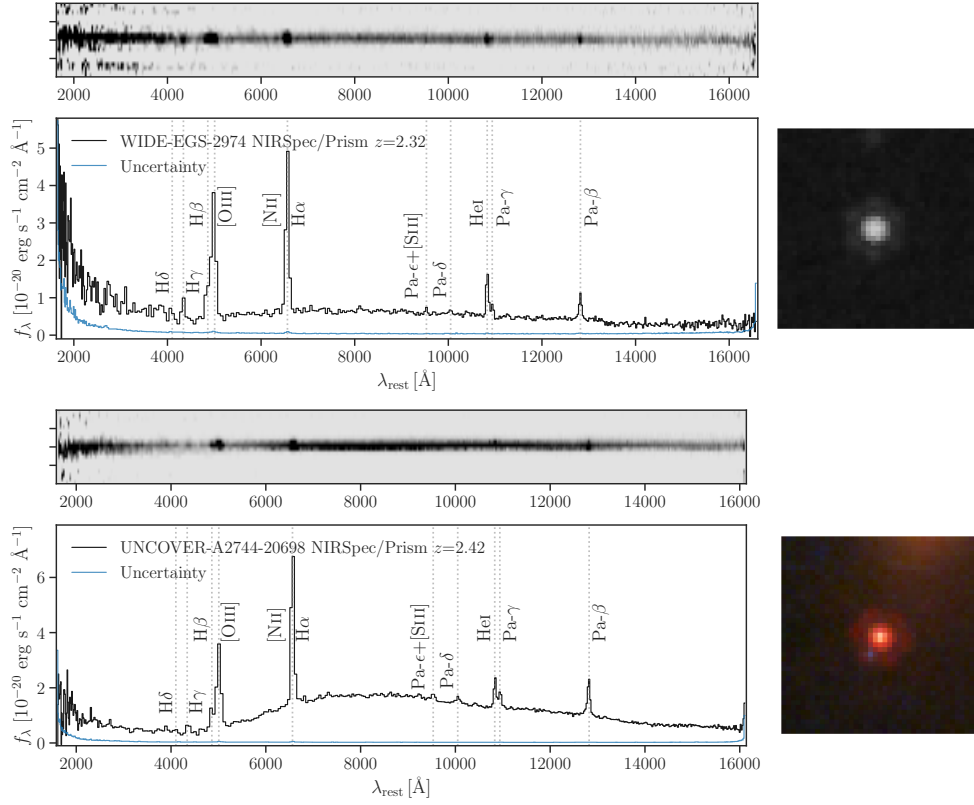 2000 4000 6000 8000 10000 12000 14000 16000
WIDE-EGS-2974 NIRSpec/Prism z=2.32
Uncertainty
Hδ Hγ Hβ [OIII] [NII] Hα Pa-ϵ+[SIII] Pa-δ HeI Pa-γ Pa-β
fλ [10⁻²⁰ erg s⁻¹ cm⁻² Å⁻¹]
5
4
3
2
1
0
2000 4000 6000 8000 10000 12000 14000 16000
λrest [Å]
2000 4000 6000 8000 10000 12000 14000 16000
UNCOVER-A2744-20698 NIRSpec/Prism z=2.42
Uncertainty
Hδ Hγ Hβ [OIII] [NII] Hα Pa-ϵ+[SIII] Pa-δ HeI Pa-γ Pa-β
fλ [10⁻²⁰ erg s⁻¹ cm⁻² Å⁻¹]
6
4
2
0
2000 4000 6000 8000 10000 12000 14000 16000
λrest [Å]